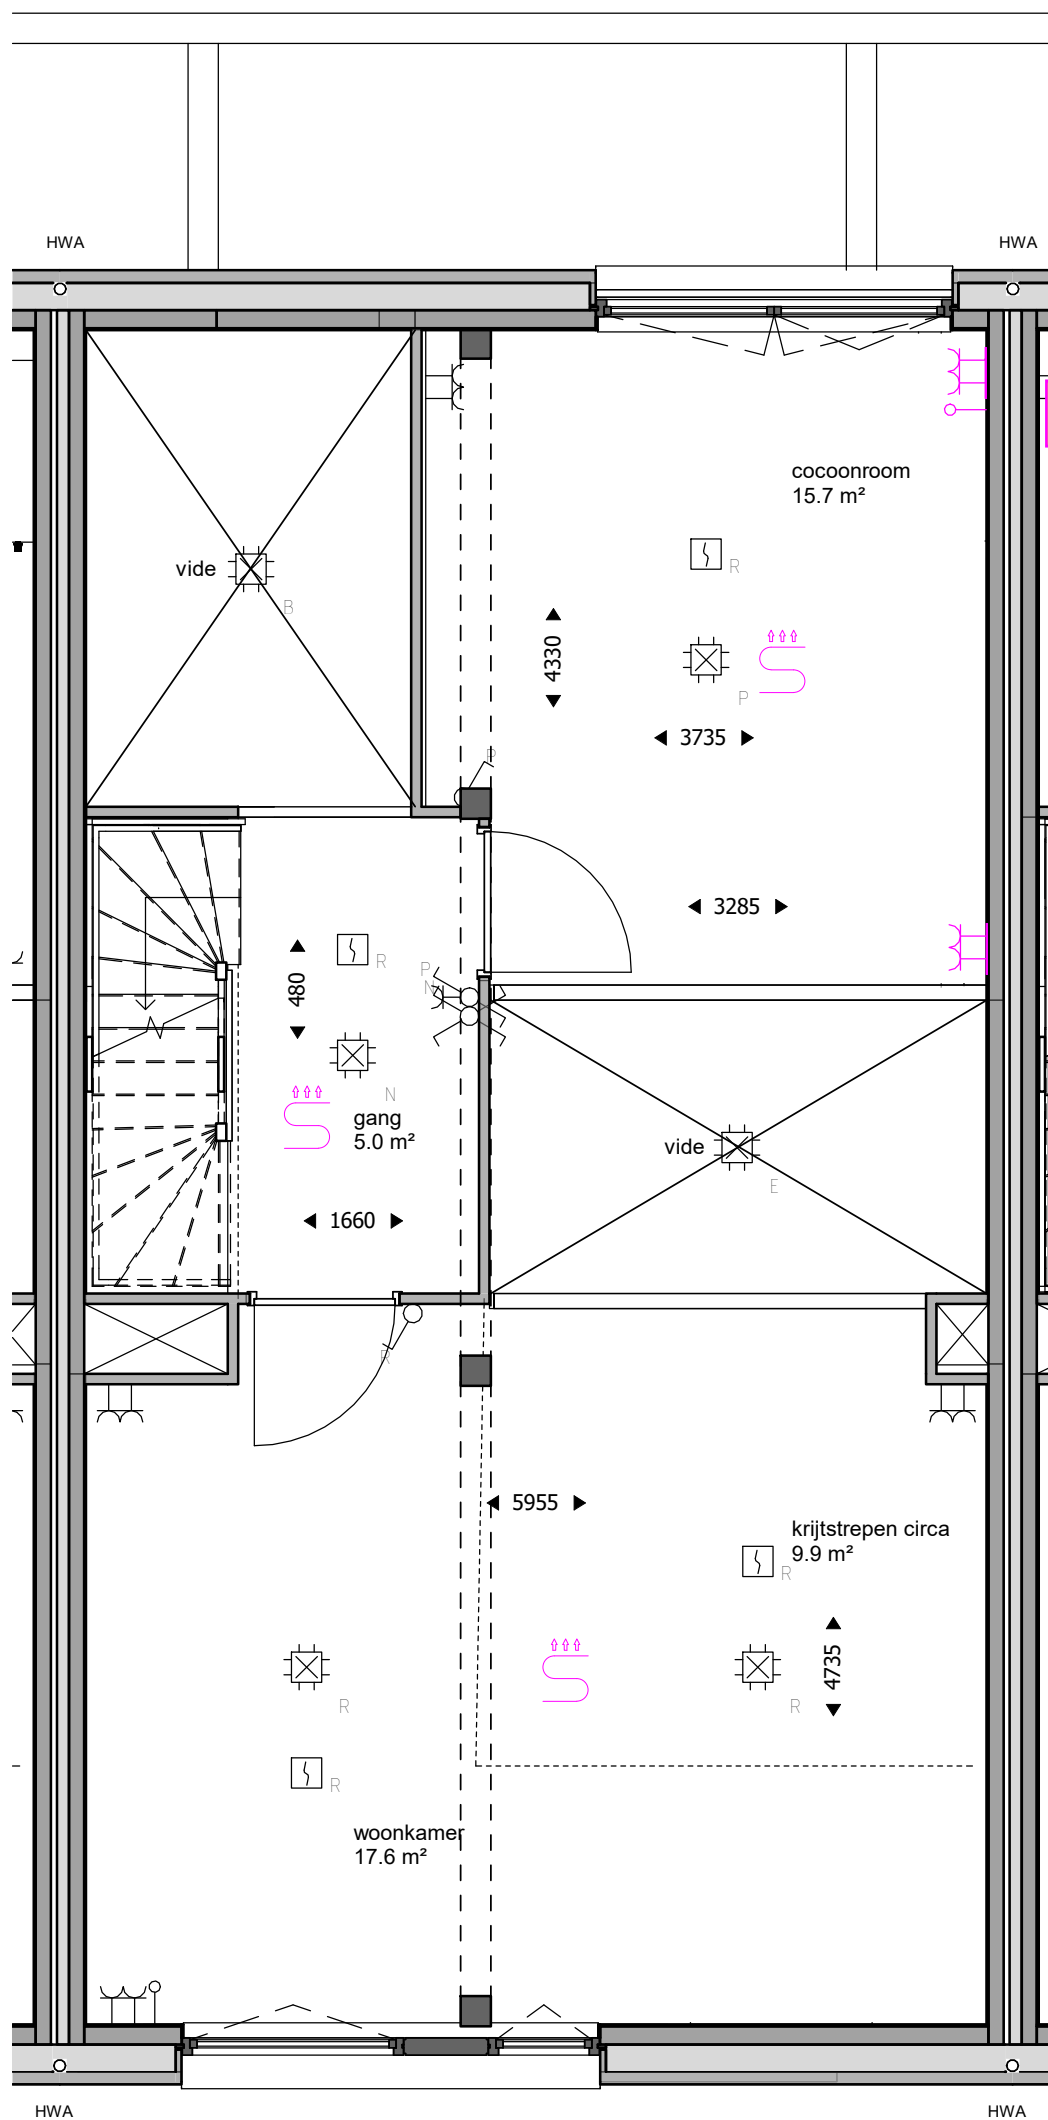 HWA
HWA
cocoonroom
15.7 m²
R
vide
B
4330
P
3735
P
3285
R
480
P
N
N
gang
5.0 m²
vide
E
1660
R
5955
krijtstrepen circa
9.9 m²
R
4735
R
R
R
woonkamer
17.6 m²
HWA
HWA